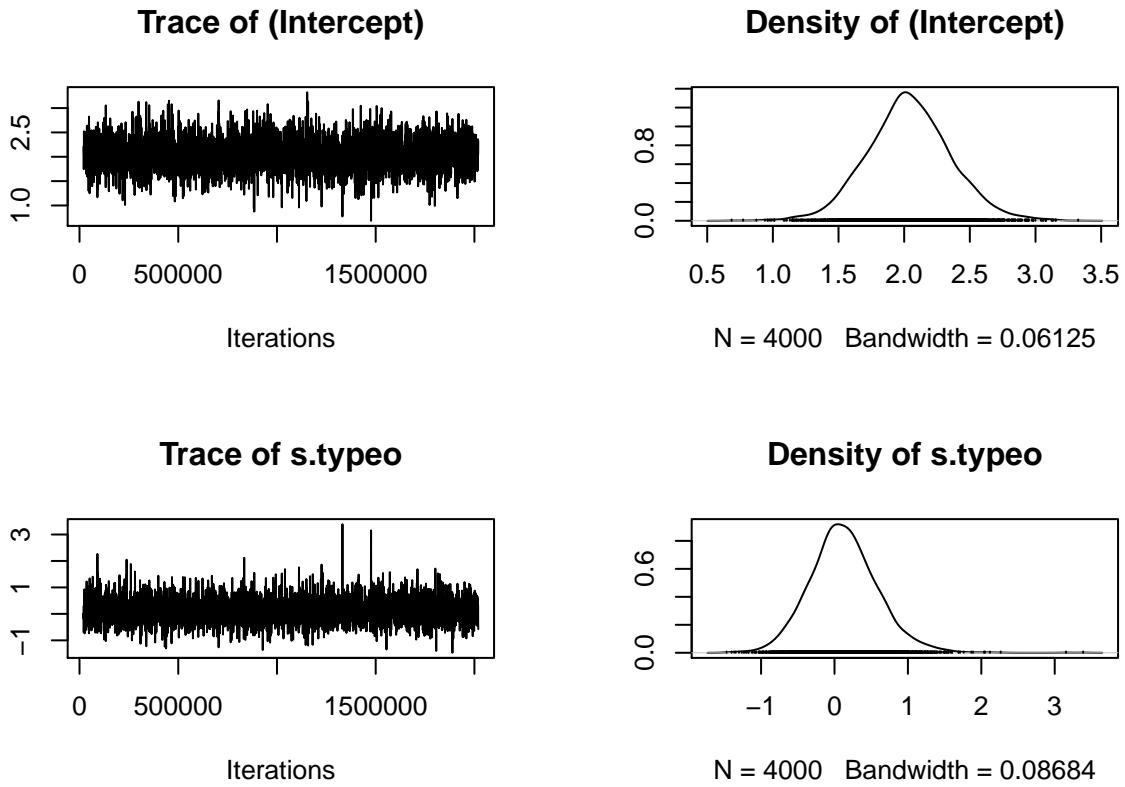 Trace of (Intercept)
1.0 2.5
0 500000 1500000
Iterations
Density of (Intercept)
0.0 0.8
0.5 1.0 1.5 2.0 2.5 3.0 3.5
N = 4000 Bandwidth = 0.06125
Trace of s.typeo
−1 1 3
0 500000 1500000
Iterations
Density of s.typeo
0.0 0.6
−1 0 1 2 3
N = 4000 Bandwidth = 0.08684